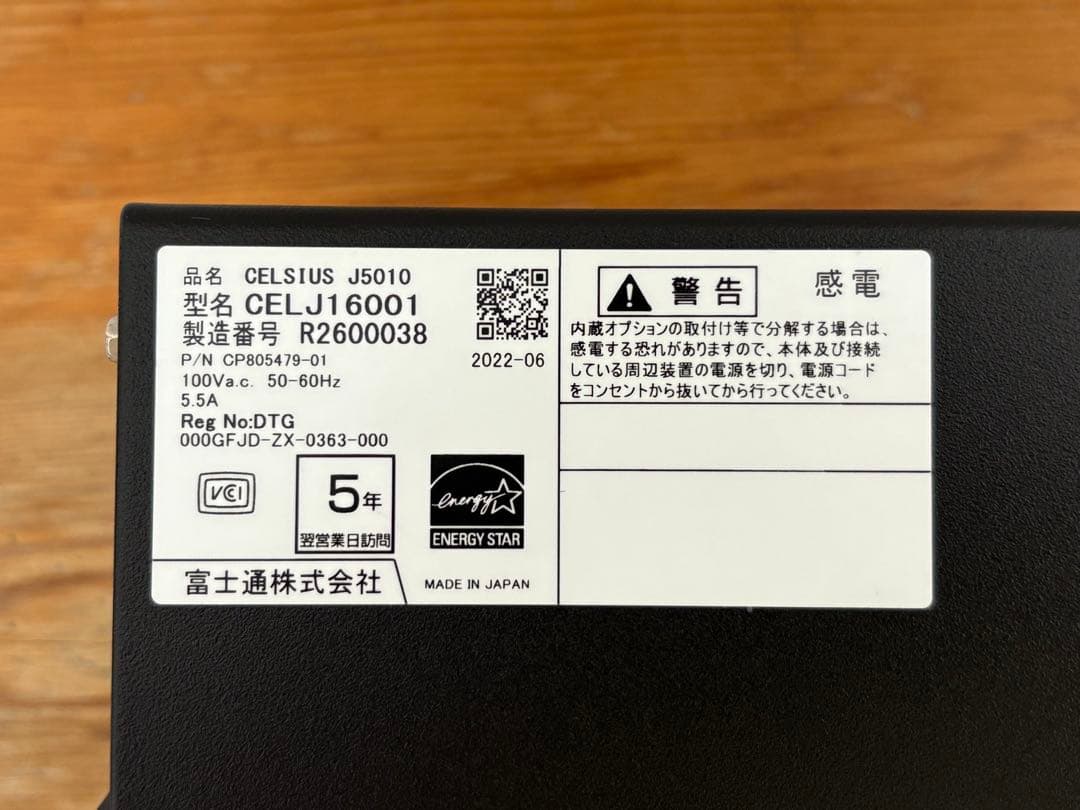 品名 CELSIUS J5010
型名 CELJ16001
製造番号 R2600038
P/N CP805479-01
2022-06
100Va.c. 50-60Hz
5.5A
Reg No:DTG
000GFJD-ZX-0363-000
VCCI
5年
翌営業日訪問
energy
ENERGY STAR
富士通株式会社
MADE IN JAPAN
警告
感電
内蔵オプションの取付け等で分解する場合は、
感電する恐れがありますので、本体及び接続
している周辺装置の電源を切り、電源コード
をコンセントから抜いてから行ってください。